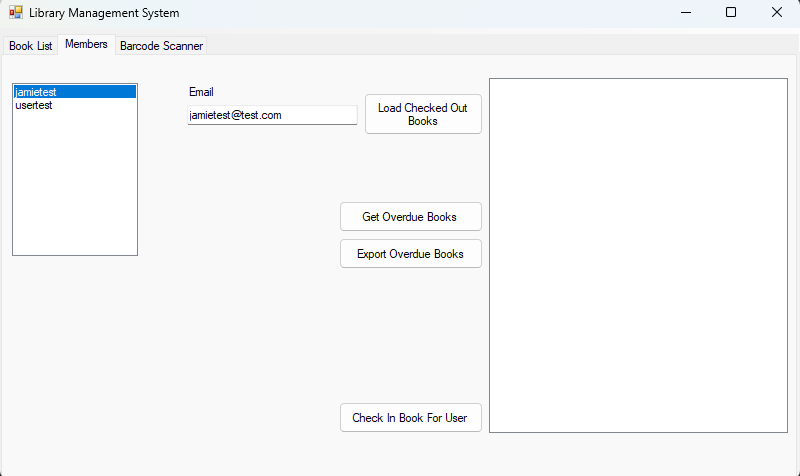 Library Management System
Book List
Members
Barcode Scanner
jamietest
usertest
Email
jamietest@test.com
Load Checked Out
Books
Get Overdue Books
Export Overdue Books
Check In Book For User